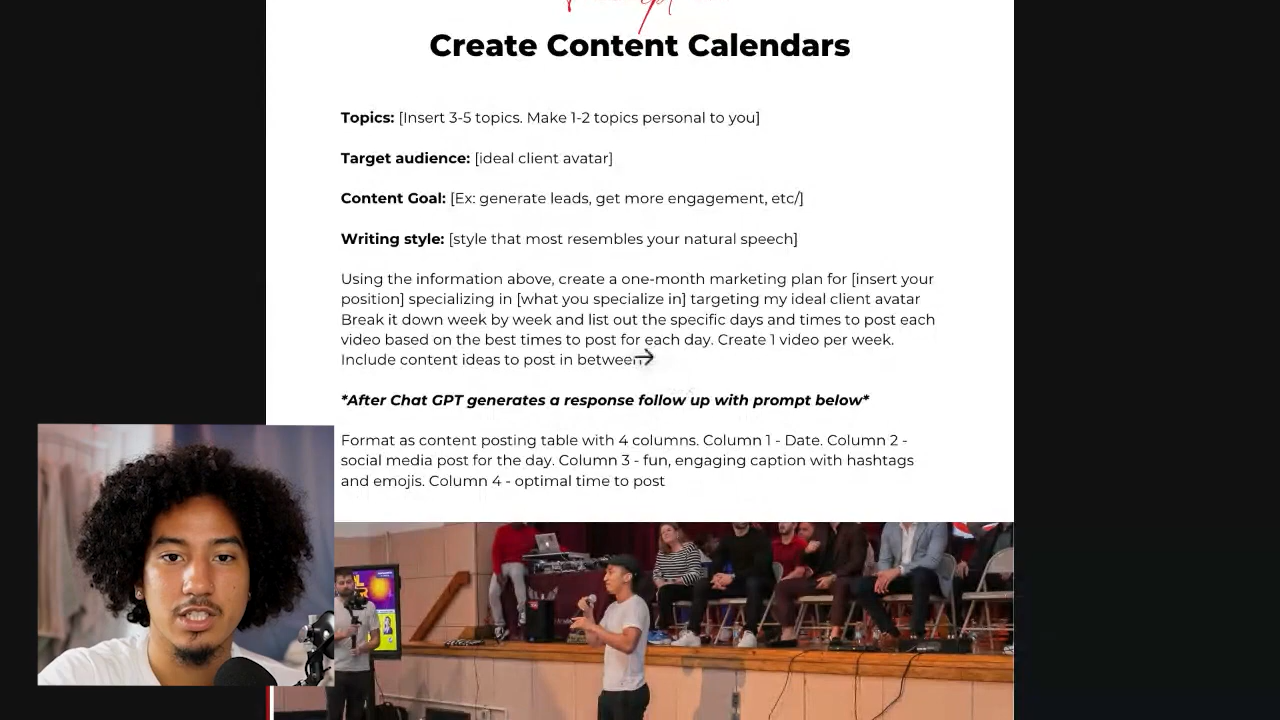 Create Content Calendars
Topics: [Insert 3-5 topics. Make 1-2 topics personal to you]
Target audience: [ideal client avatar]
Content Goal: [Ex: generate leads, get more engagement, etc/]
Writing style: [style that most resembles your natural speech]
Using the information above, create a one-month marketing plan for [insert your
position] specializing in [what you specialize in] targeting my ideal client avatar
Break it down week by week and list out the specific days and times to post each
video based on the best times to post for each day. Create 1 video per week.
Include content ideas to post in between
*After Chat GPT generates a response follow up with prompt below*
Format as content posting table with 4 columns. Column 1 - Date. Column 2 -
social media post for the day. Column 3 - fun, engaging caption with hashtags
and emojis. Column 4 - optimal time to post